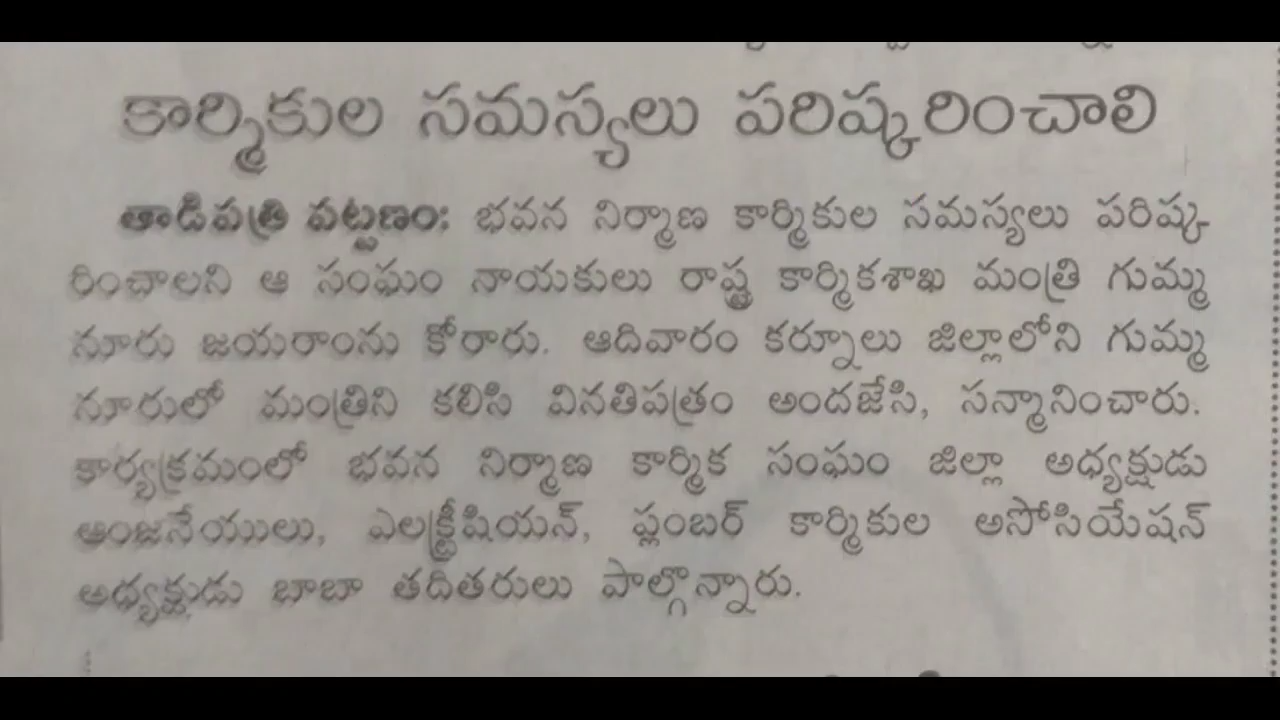 కార్మికుల సమస్యలు పరిష్కరించాలి
తాడిపత్రి పట్టణం: భవన నిర్మాణ కార్మికుల సమస్యలు పరిష్క
రించాలని ఆ సంఘం నాయకులు రాష్ట్ర కార్మికశాఖ మంత్రి గుమ్మ
నూరు జయరాంను కోరారు. ఆదివారం కర్నూలు జిల్లాలోని గుమ్మ
నూరులో మంత్రిని కలిసి వినతిపత్రం అందజేసి, సన్మానించారు.
కార్యక్రమంలో భవన నిర్మాణ కార్మిక సంఘం జిల్లా అధ్యక్షుడు
ఆంజనేయులు, ఎలక్ట్రీషియన్, ప్లంబర్ కార్మికుల అసోసియేషన్
అధ్యక్షుడు బాబా తదితరులు పాల్గొన్నారు.